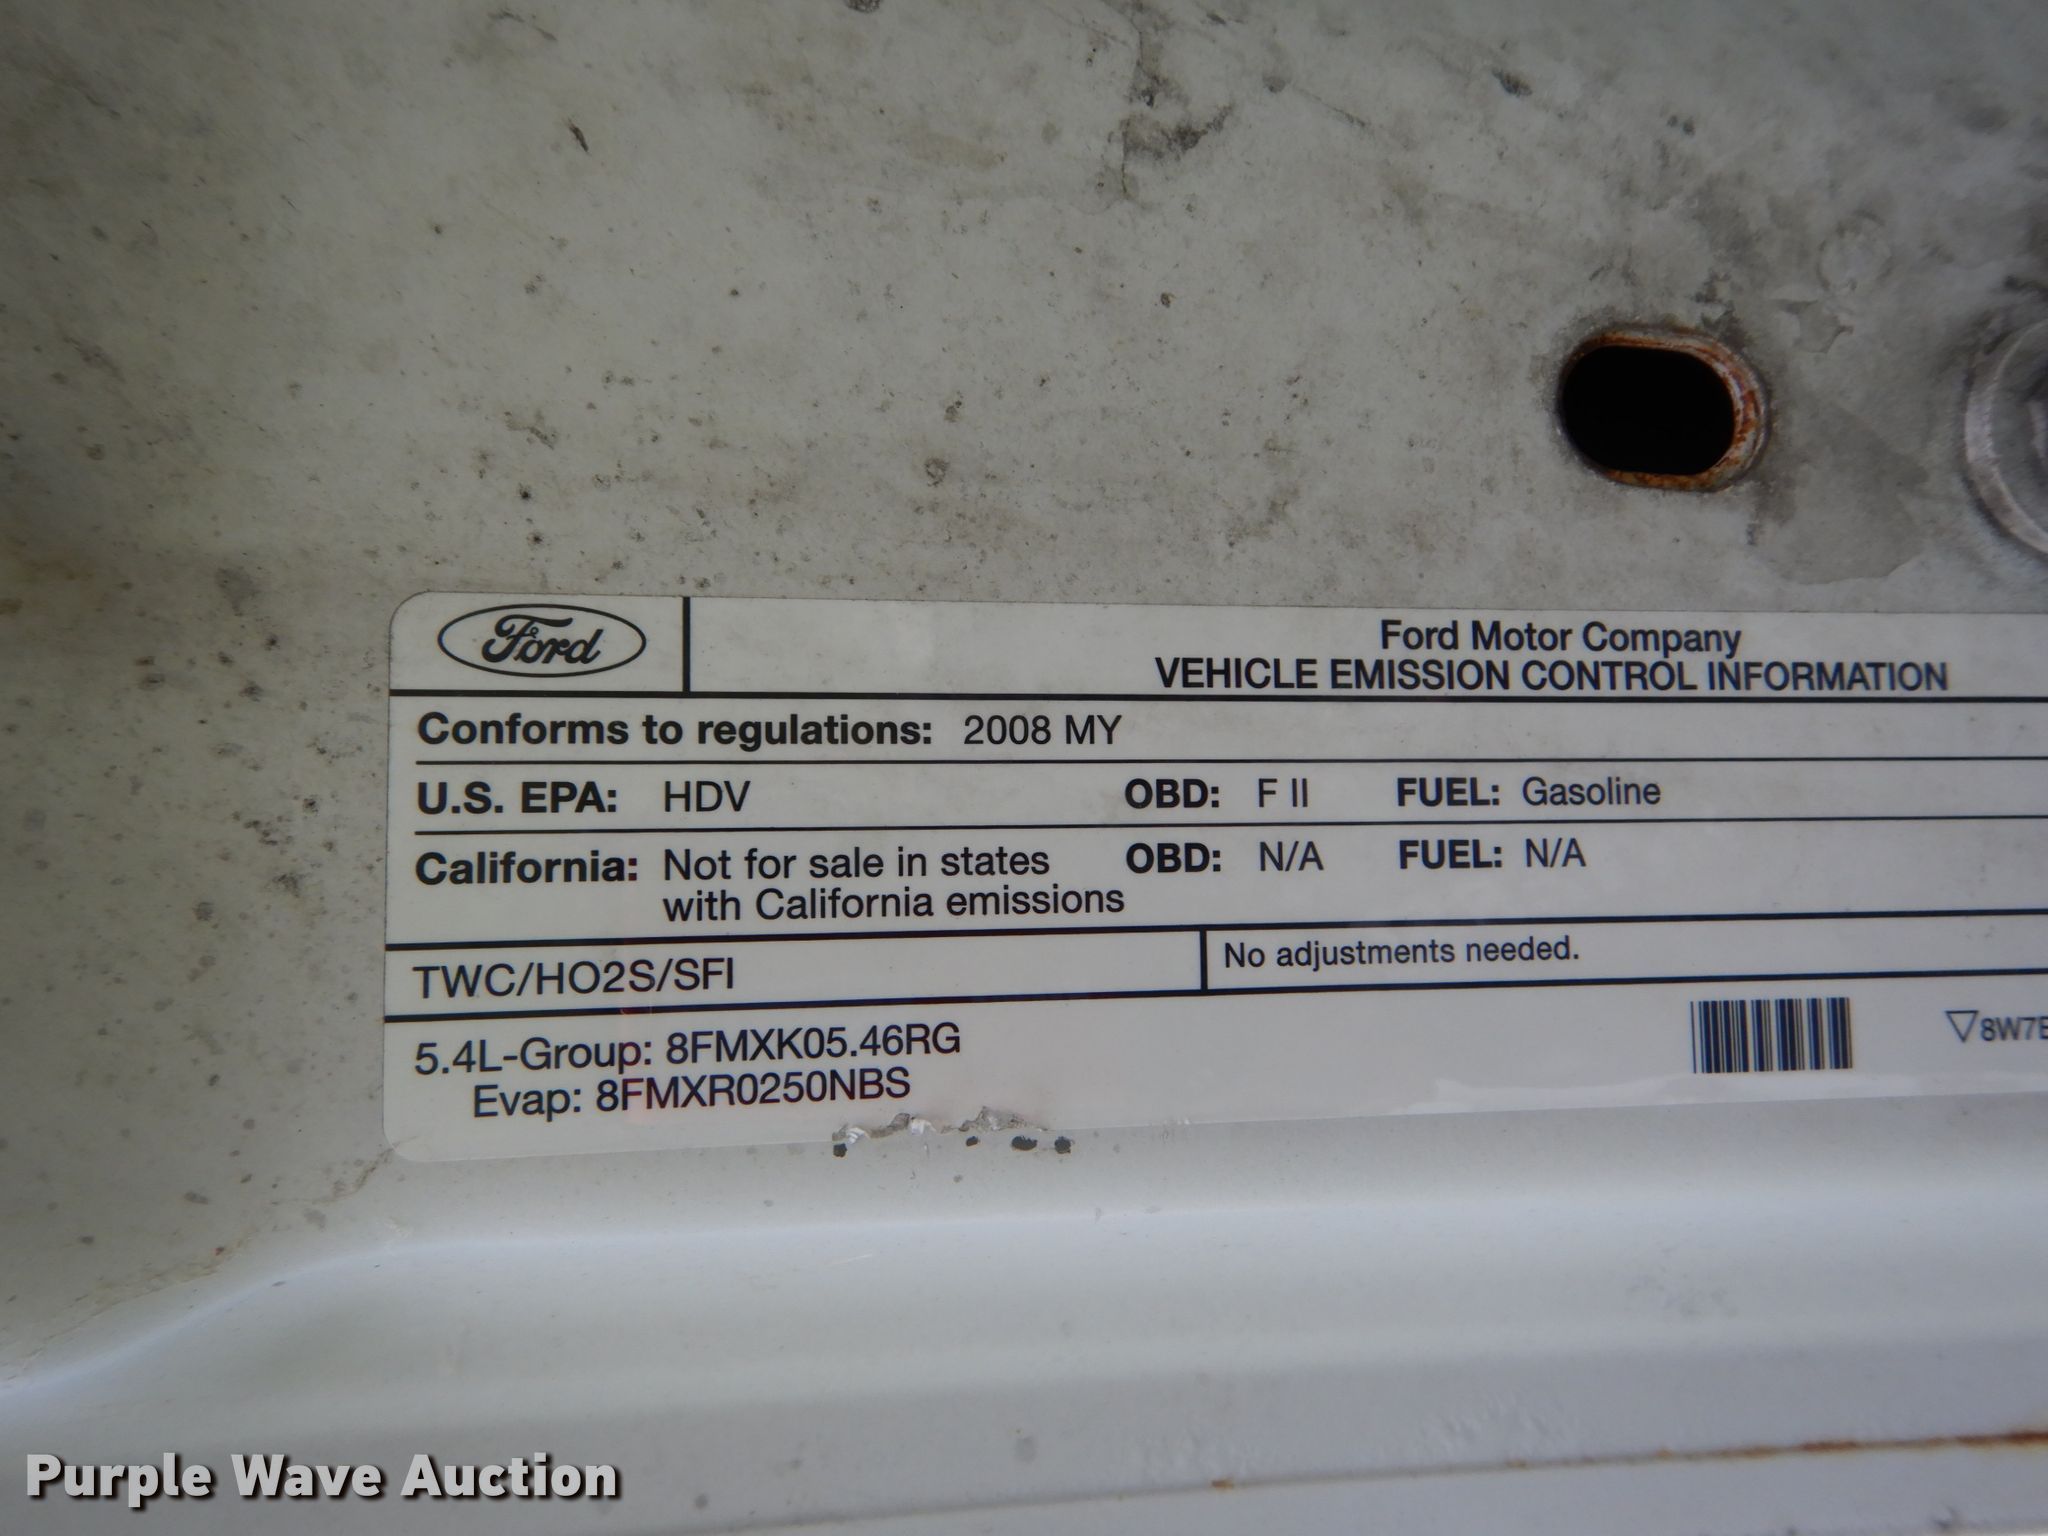 Ford
Ford Motor Company
VEHICLE EMISSION CONTROL INFORMATION
Conforms to regulations: 2008 MY
U.S. EPA: HDV OBD: F II FUEL: Gasoline
California: Not for sale in states OBD: N/A FUEL: N/A
with California emissions
TWC/HO2S/SFI No adjustments needed.
5.4L-Group: 8FMXK05.46RG
▽8W7E
Evap: 8FMXR0250NBS
Purple Wave Auction